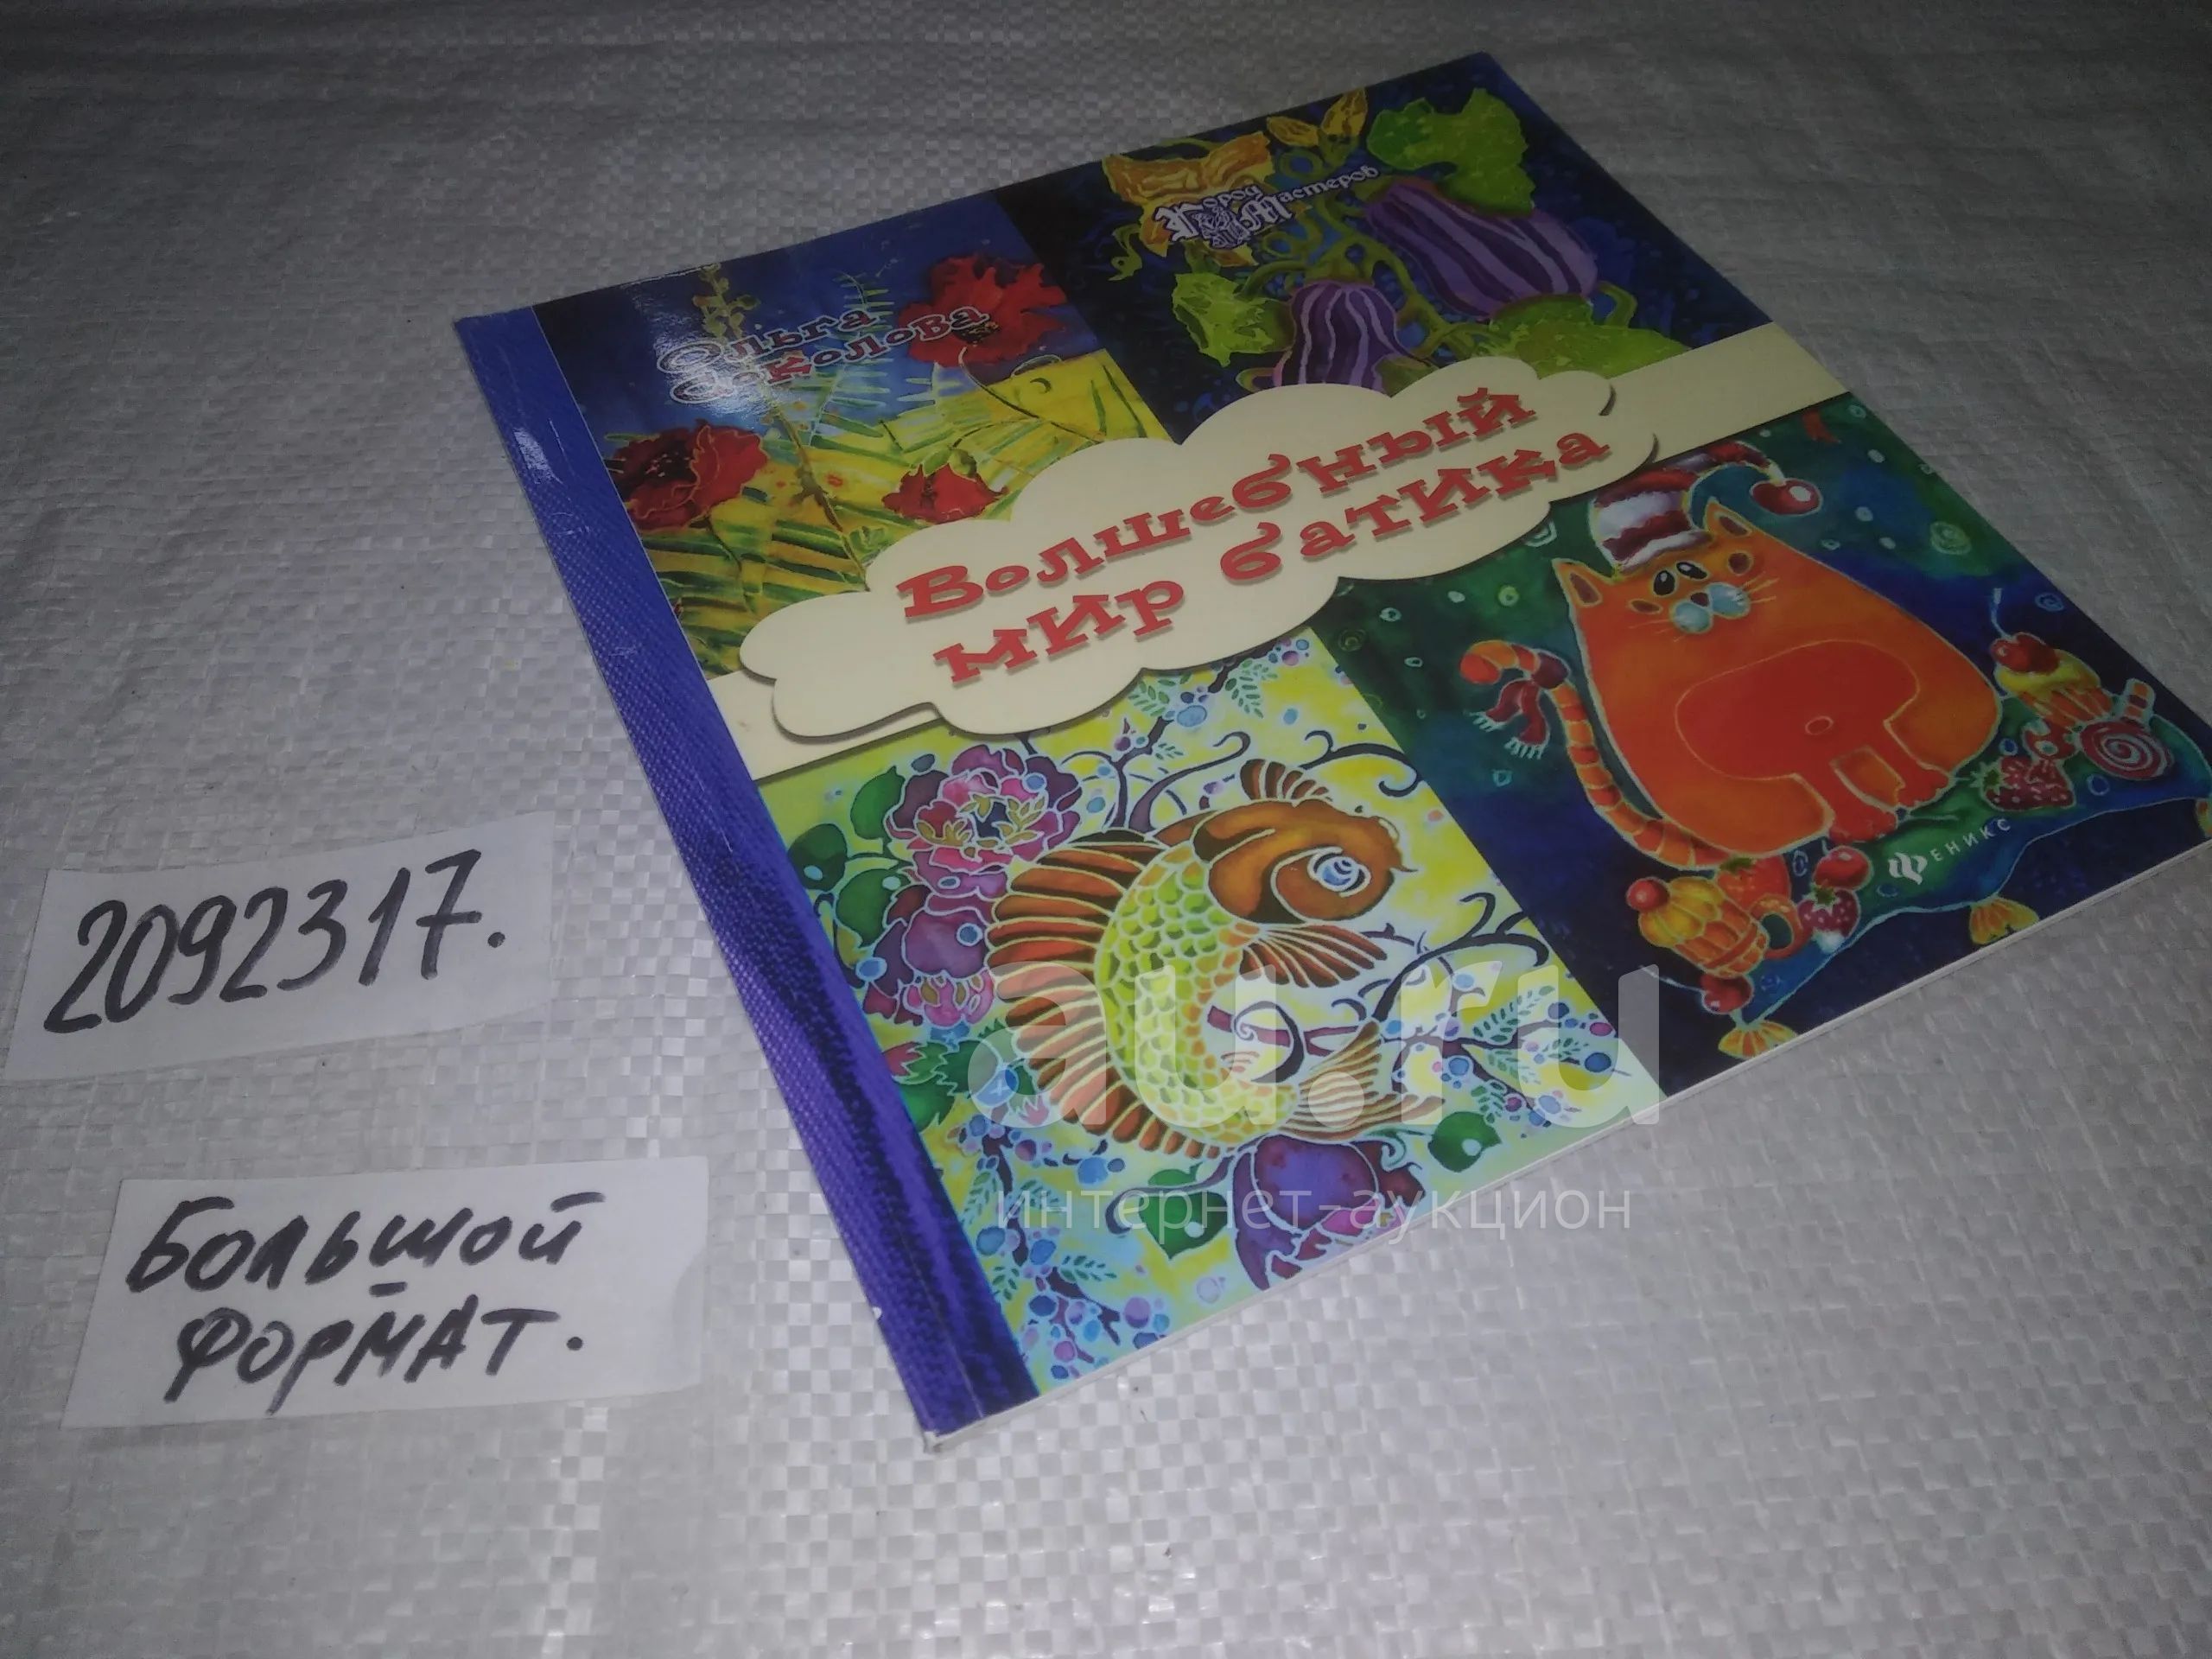 Город
Мастеров
Ольга
Соколова
Волшебный
мир батика
ФЕНИКС
2092317.
Большой
формат.
au.ru
интернет-аукцион